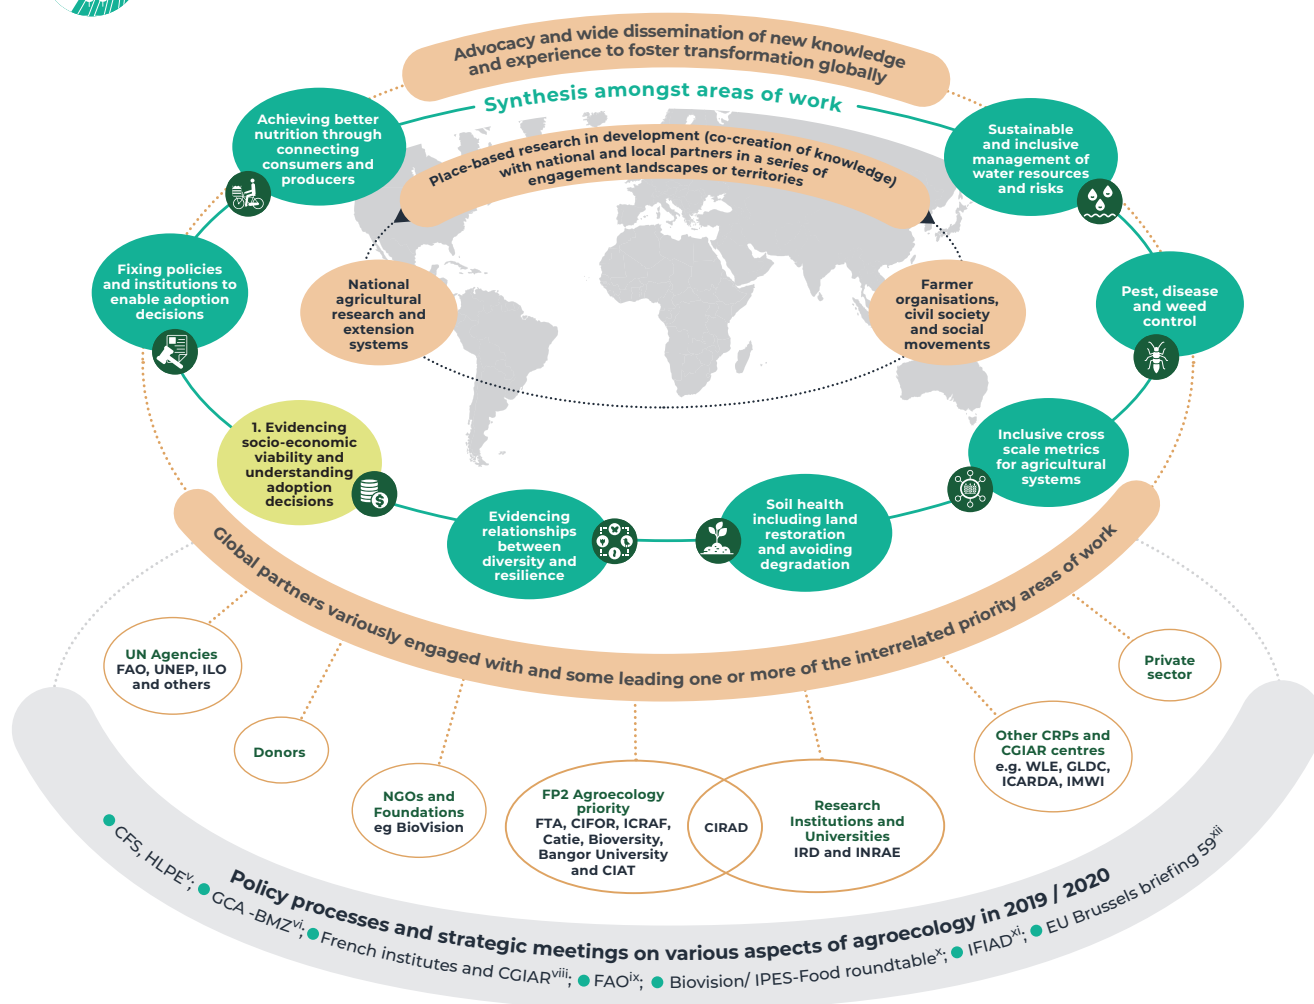 Advocacy and wide dissemination of new knowledge
and experience to foster transformation globally
Synthesis amongst areas of work
Place-based research in development (co-creation of knowledge)
with national and local partners in a series of
engagement landscapes or territories
Achieving better
nutrition through
connecting
consumers and
producers
Sustainable
and inclusive
management of
water resources
and risks
Fixing policies
and institutions to
enable adoption
decisions
National
agricultural
research and
extension
systems
Farmer
organisations,
civil society
and social
movements
Pest, disease
and weed
control
1. Evidencing
socio-economic
viability and
understanding
adoption
decisions
$
Evidencing
relationships
between
diversity and
resilience
Soil health
including land
restoration
and avoiding
degradation
Inclusive cross
scale metrics
for agricultural
systems
Global partners variously engaged with and some leading one or more of the interrelated priority areas of work
UN Agencies
FAO, UNEP, ILO
and others
Donors
NGOs and
Foundations
eg BioVision
FP2 Agroecology
priority
FTA, CIFOR, ICRAF,
Catie, Bioversity,
Bangor University
and CIAT
CIRAD
Research
Institutions and
Universities
IRD and INRAE
Other CRPs and
CGIAR centres
e.g. WLE, GLDC,
ICARDA, IMWI
Private
sector
Policy processes and strategic meetings on various aspects of agroecology in 2019 / 2020
CFS, HLPEᵛ; GCA -BMZᵛⁱ; French institutes and CGIARᵛⁱⁱⁱ; FAOⁱˣ; Biovision/ IPES-Food roundtableˣ; IFIADˣⁱ; EU Brussels briefing 59ˣⁱⁱ